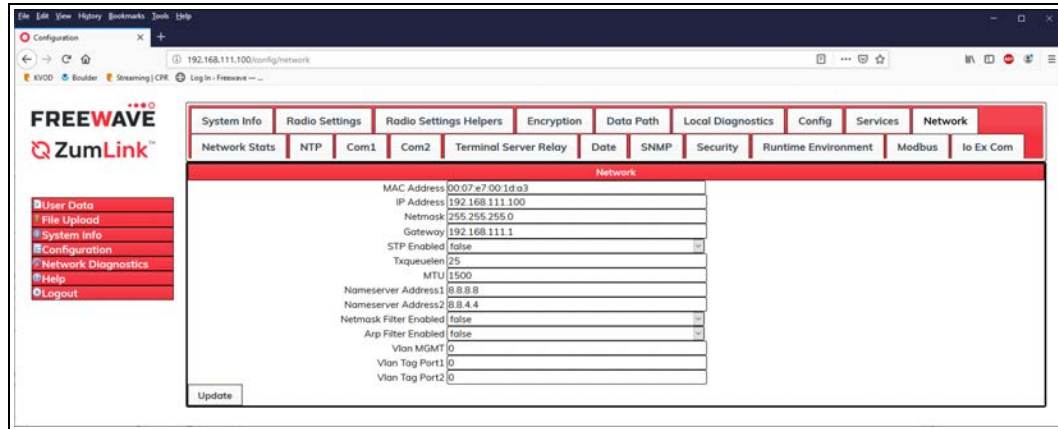 File Edit View History Bookmarks Tools Help
Configuration
192.168.111.100/config/network
KVOD Boulder Streaming | CPR Log In - Freewave — ...
FREEWAVE
ZumLink
System Info Radio Settings Radio Settings Helpers Encryption Data Path Local Diagnostics Config Services Network
Network Stats NTP Com1 Com2 Terminal Server Relay Date SNMP Security Runtime Environment Modbus Io Ex Com
Network
MAC Address 00:07:e7:00:1d:a3
IP Address 192.168.111.100
Netmask 255.255.255.0
Gateway 192.168.111.1
STP Enabled false
Txqueuelen 25
MTU 1500
Nameserver Address1 8.8.8.8
Nameserver Address2 8.8.4.4
Netmask Filter Enabled false
Arp Filter Enabled false
Vlan MGMT 0
Vlan Tag Port1 0
Vlan Tag Port2 0
Update
User Data
File Upload
System Info
Configuration
Network Diagnostics
Help
Logout